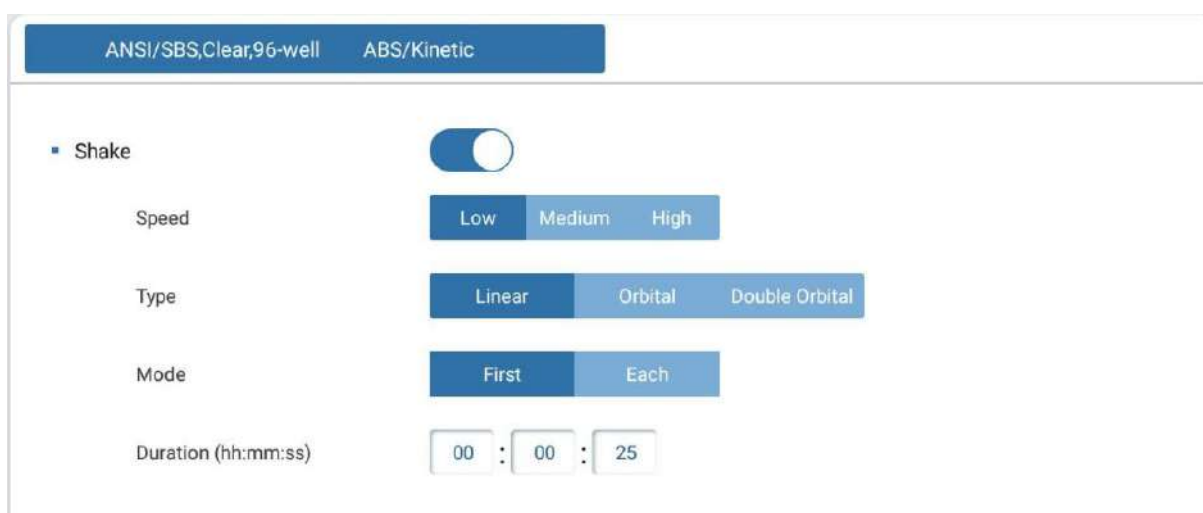 ANSI/SBS,Clear,96-well ABS/Kinetic
Shake
Speed Low Medium High
Type Linear Orbital Double Orbital
Mode First Each
Duration (hh:mm:ss) 00 : 00 : 25